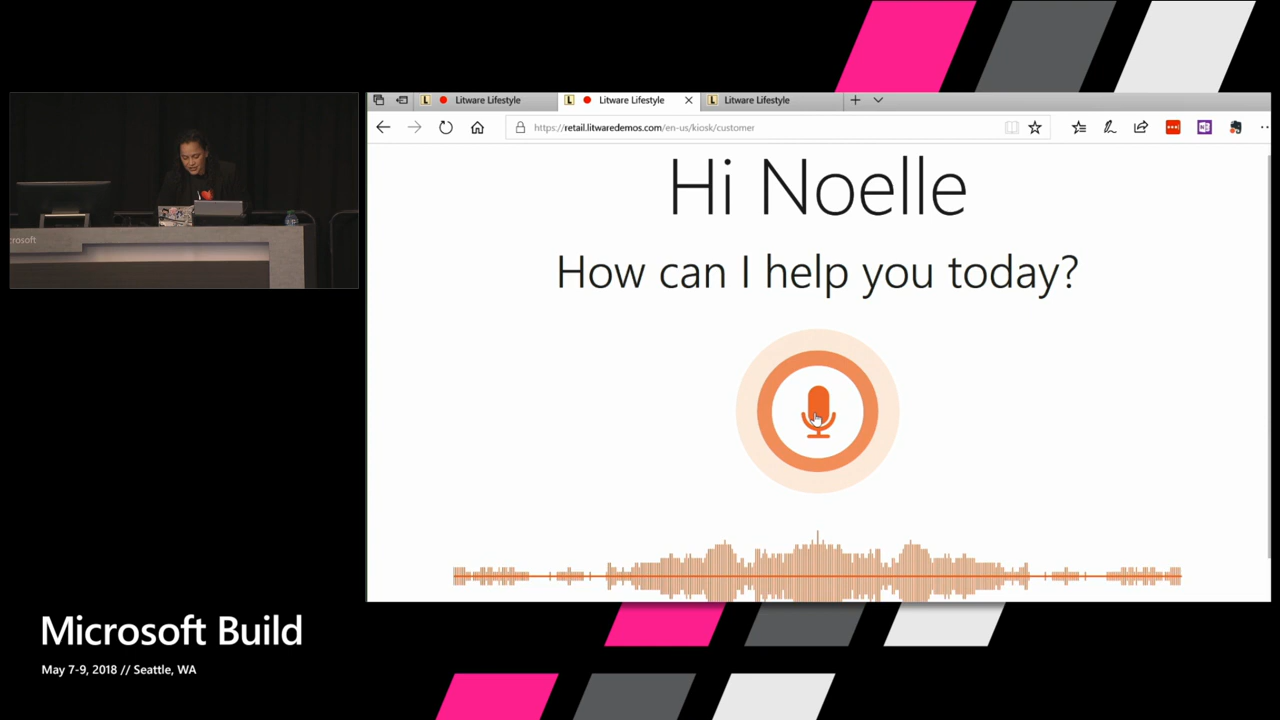 Litware Lifestyle
Litware Lifestyle
Litware Lifestyle
https://retail.litwaredemos.com/en-us/kiosk/customer
Hi Noelle
How can I help you today?
rosoft
Microsoft Build
May 7-9, 2018 // Seattle, WA